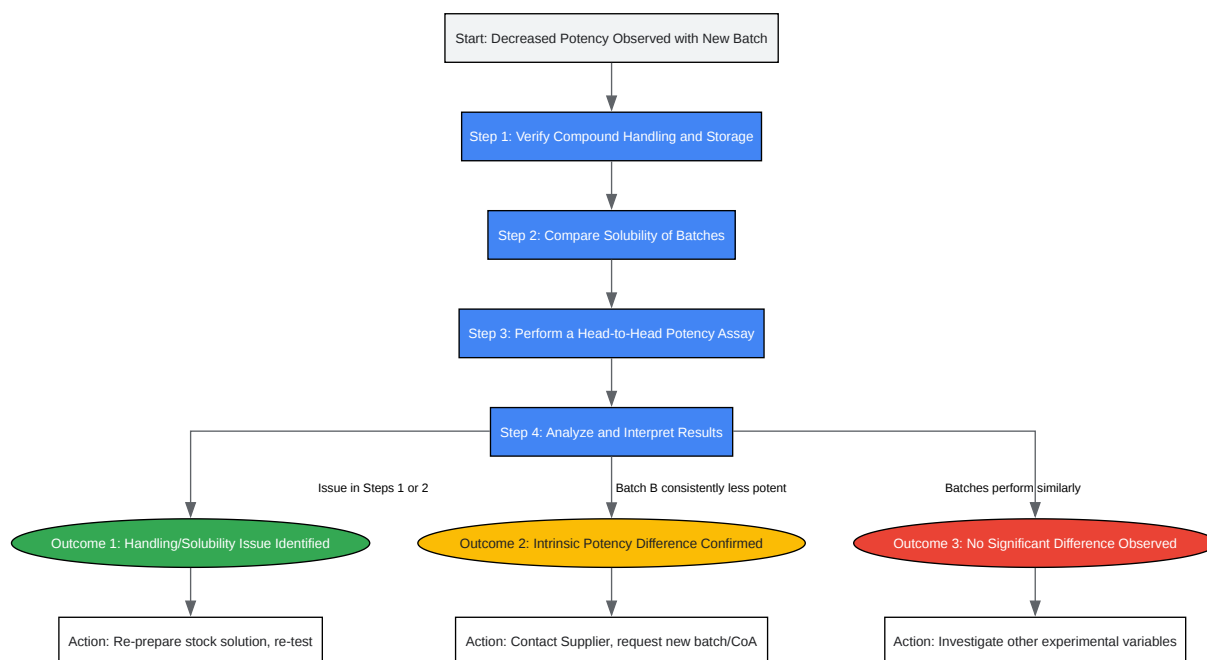 Start: Decreased Potency Observed with New Batch
Step 1: Verify Compound Handling and Storage
Step 2: Compare Solubility of Batches
Step 3: Perform a Head-to-Head Potency Assay
Step 4: Analyze and Interpret Results
Issue in Steps 1 or 2
Batch B consistently less potent
Batches perform similarly
Outcome 1: Handling/Solubility Issue Identified
Outcome 2: Intrinsic Potency Difference Confirmed
Outcome 3: No Significant Difference Observed
Action: Re-prepare stock solution, re-test
Action: Contact Supplier, request new batch/CoA
Action: Investigate other experimental variables